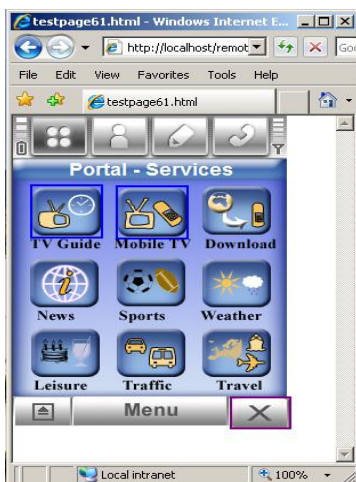 testpage61.html - Windows Internet E...
http://localhost/remot
Goo
File Edit View Favorites Tools Help
testpage61.html
Portal - Services
TV Guide Mobile TV Download
News Sports Weather
Leisure Traffic Travel
Menu
Local intranet 100%